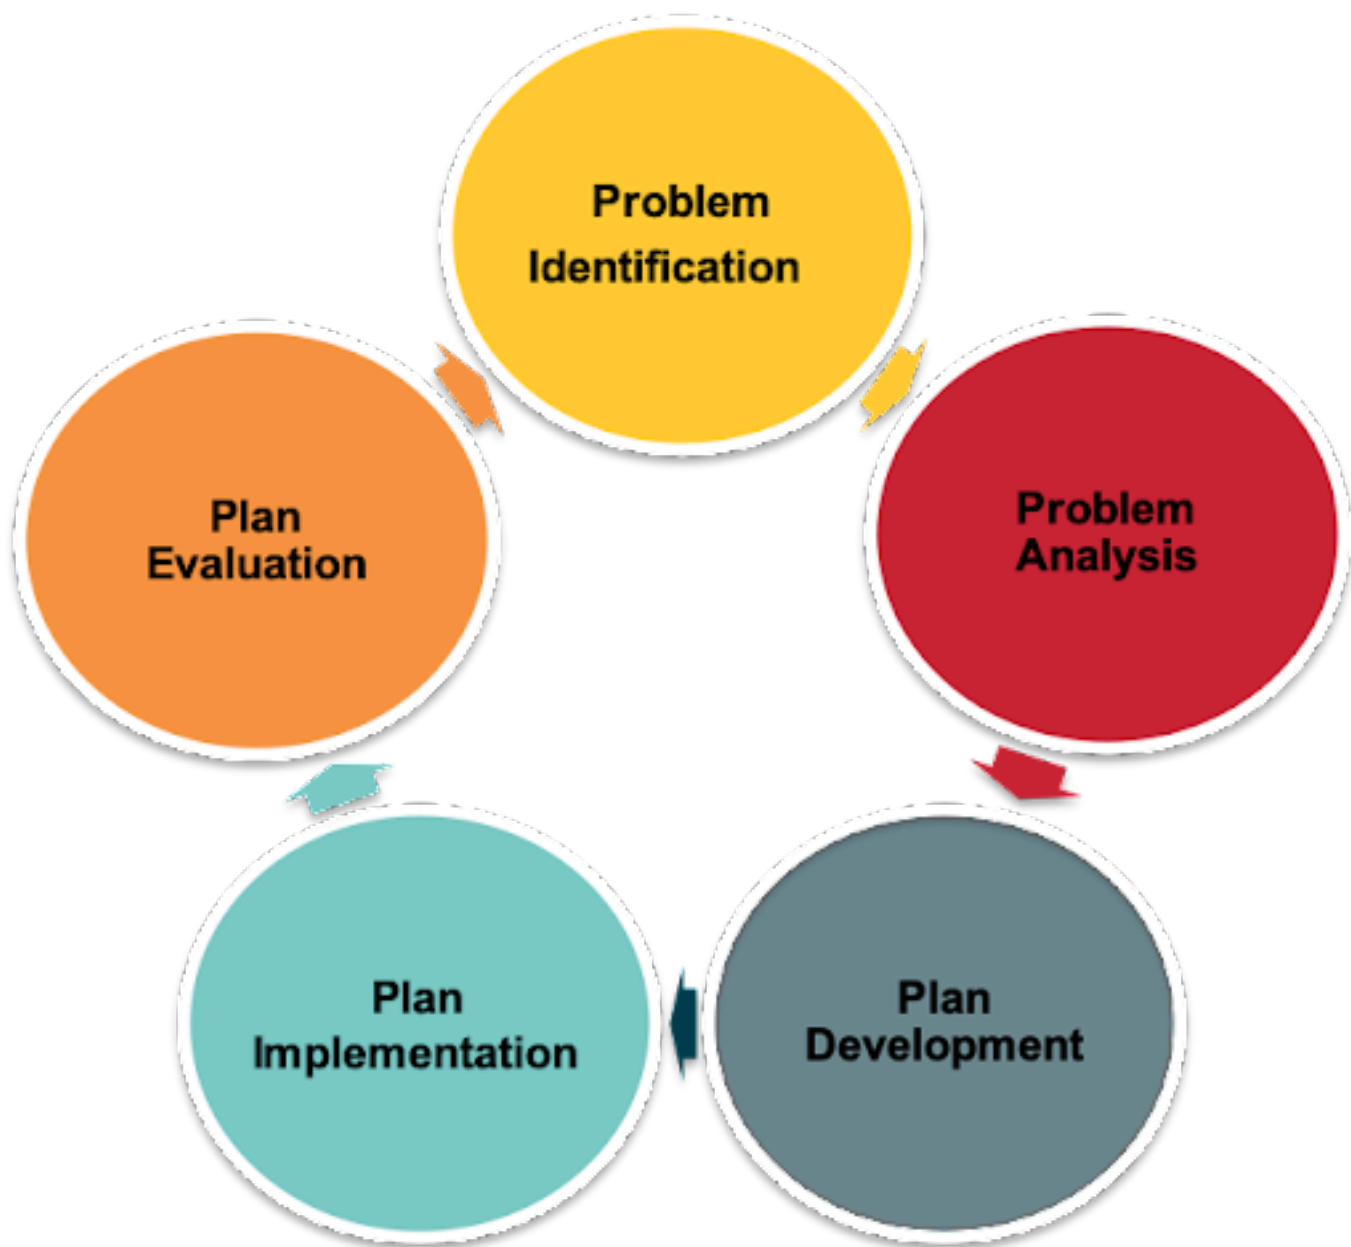 Problem
Identification
Problem
Analysis
Plan
Development
Plan
Implementation
Plan
Evaluation